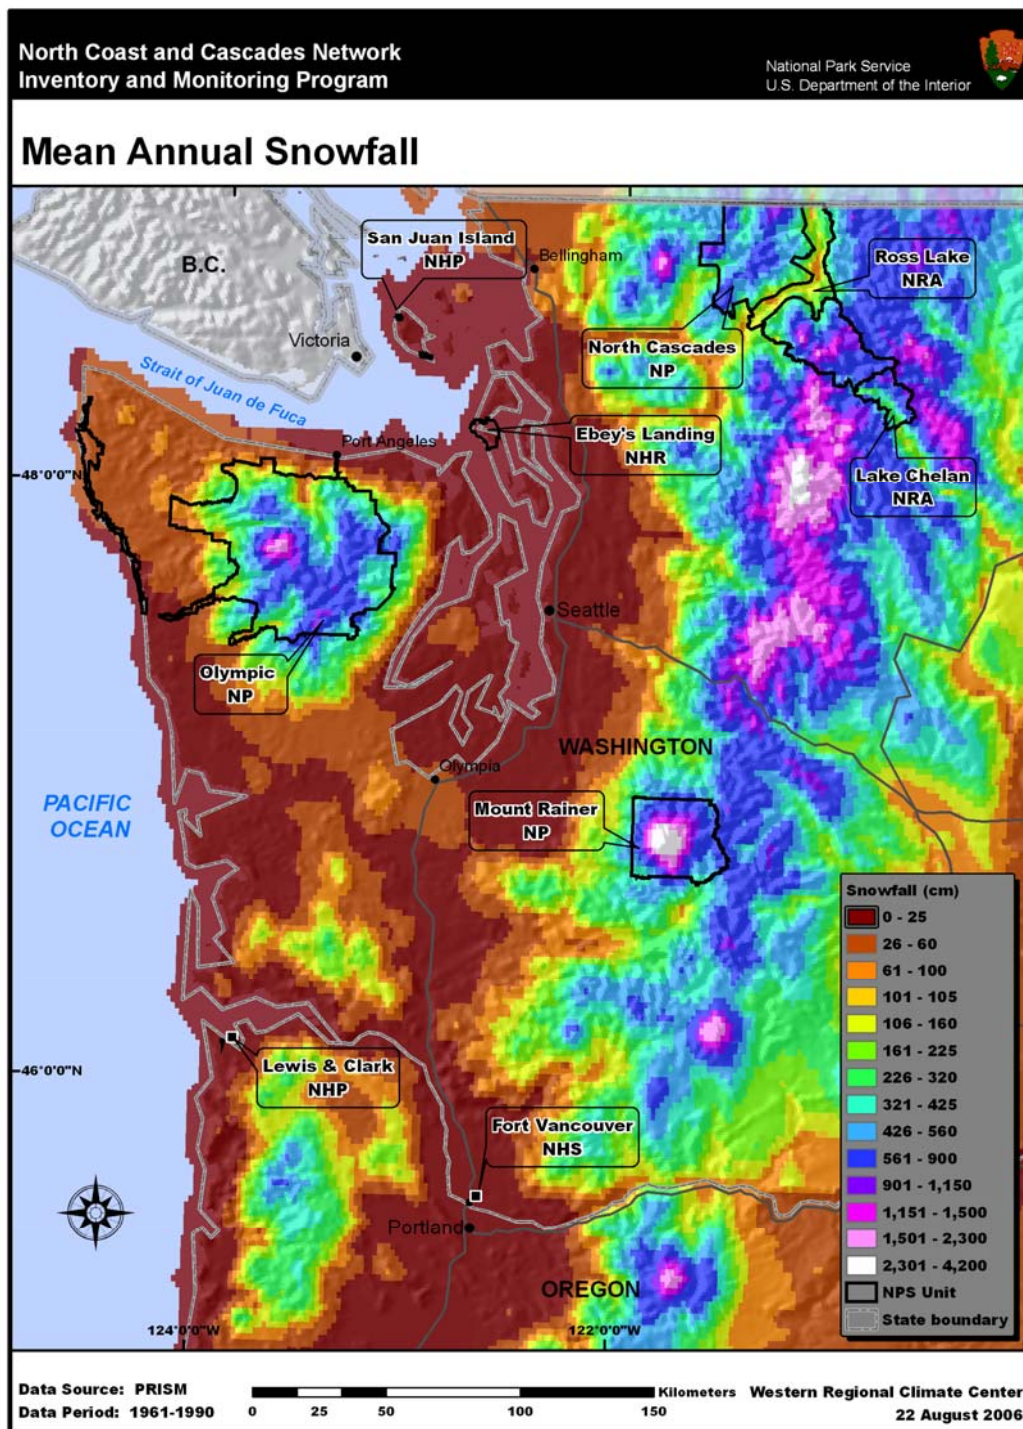 North Coast and Cascades Network
Inventory and Monitoring Program
National Park Service
U.S. Department of the Interior
Mean Annual Snowfall
San Juan Island
NHP
B.C.
Bellingham
Ross Lake
NRA
Victoria
North Cascades
NP
Strait of Juan de Fuca
Port Angeles
Ebey's Landing
NHR
48°0'0"N
Lake Chelan
NRA
Seattle
Olympic
NP
WASHINGTON
Olympia
PACIFIC
OCEAN
Mount Rainer
NP
Snowfall (cm)
0 - 25
26 - 60
61 - 100
101 - 105
106 - 160
161 - 225
226 - 320
321 - 425
426 - 560
561 - 900
901 - 1,150
1,151 - 1,500
1,501 - 2,300
2,301 - 4,200
NPS Unit
State boundary
Lewis & Clark
NHP
46°0'0"N
Fort Vancouver
NHS
Portland
OREGON
124°0'0"W
122°0'0"W
Data Source: PRISM
Data Period: 1961-1990
Kilometers
0 25 50 100 150
Western Regional Climate Center
22 August 2006